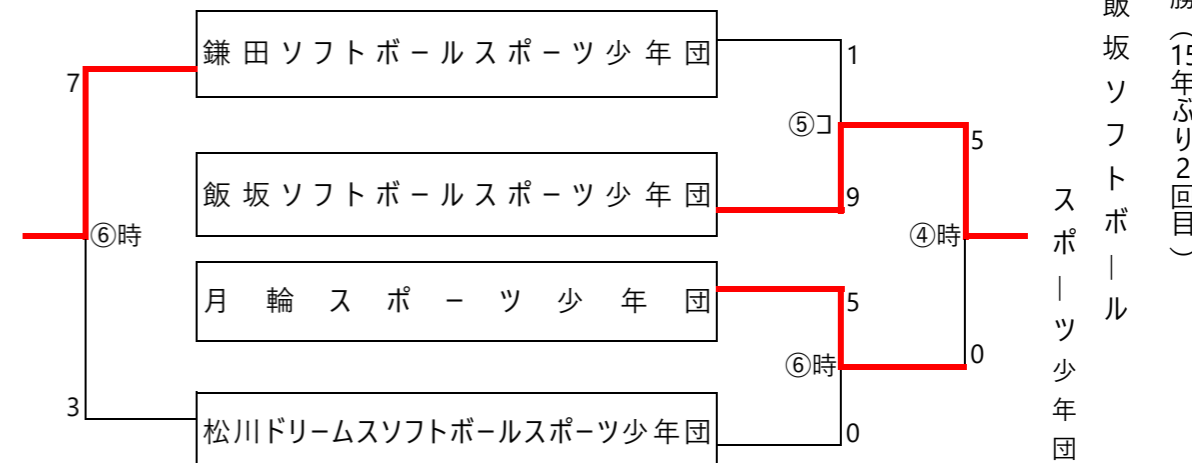 勝（15年ぶり2回目）
飯坂ソフトボール
スポーツ少年団
鎌田ソフトボールスポーツ少年団
7
1
⑤コ
5
飯坂ソフトボールスポーツ少年団
9
⑥時
④時
月輪スポーツ少年団
5
⑥時
0
3
松川ドリームスソフトボールスポーツ少年団
0